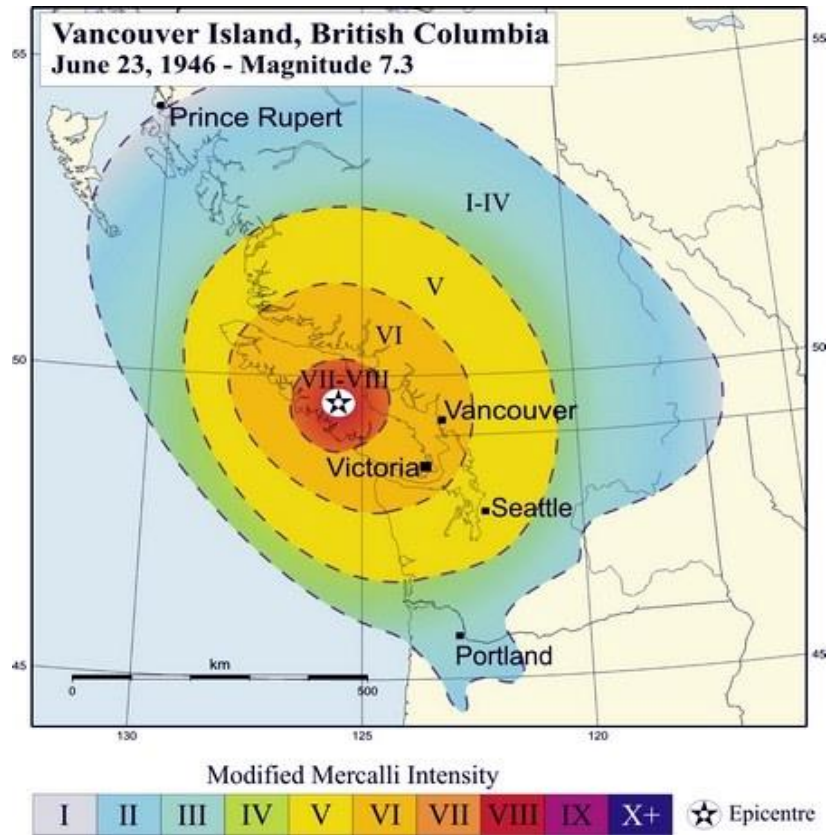 Vancouver Island, British Columbia
June 23, 1946 - Magnitude 7.3
55
55
Prince Rupert
I-IV
V
VI
50
50
VII-VIII
Vancouver
Victoria
Seattle
Portland
km
0
500
45
45
130
125
120
Modified Mercalli Intensity
I II III IV V VI VII VIII IX X+ Epicentre